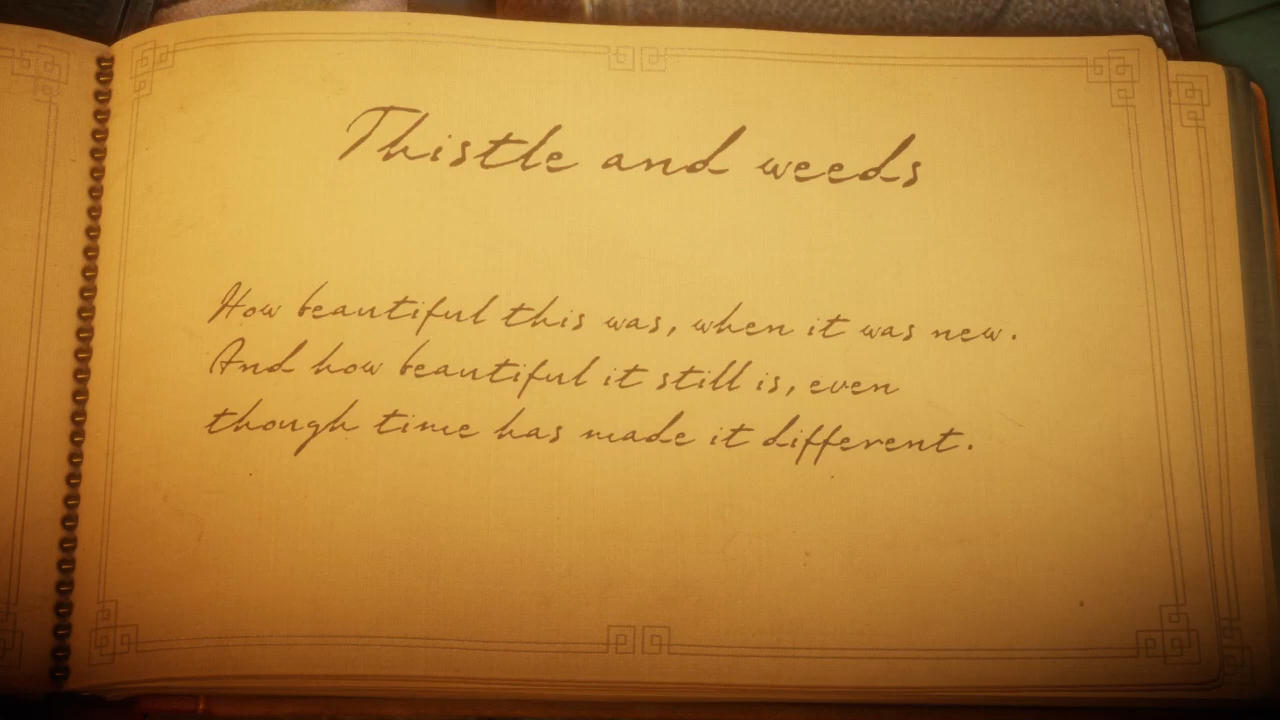 Thistle and weeds
How beautiful this was, when it was new.
And how beautiful it still is, even
though time has made it different.